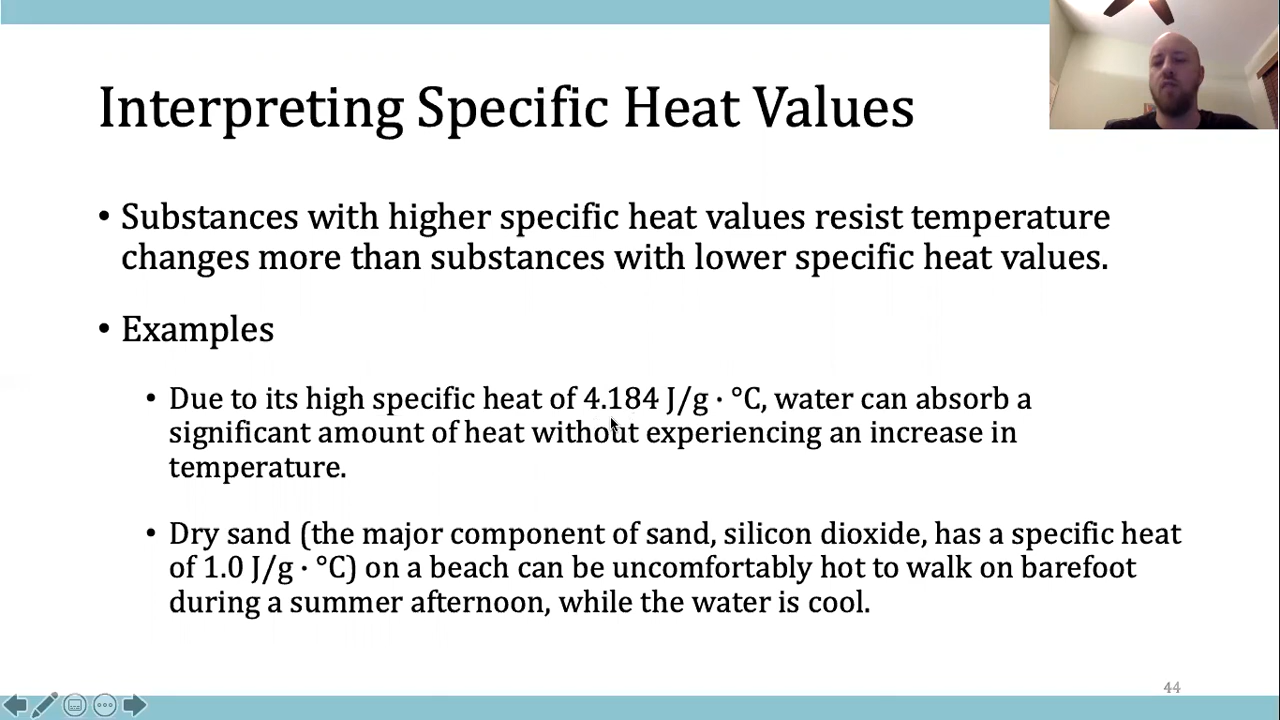 Interpreting Specific Heat Values
• Substances with higher specific heat values resist temperature
changes more than substances with lower specific heat values.
• Examples
• Due to its high specific heat of 4.184 J/g · °C, water can absorb a
significant amount of heat without experiencing an increase in
temperature.
• Dry sand (the major component of sand, silicon dioxide, has a specific heat
of 1.0 J/g · °C) on a beach can be uncomfortably hot to walk on barefoot
during a summer afternoon, while the water is cool.
44